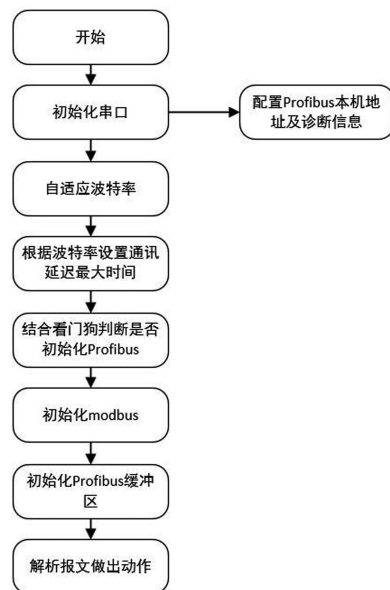 开始
初始化串口
配置Profibus本机地
址及诊断信息
自适应波特率
根据波特率设置通讯
延迟最大时间
结合看门狗判断是否
初始化Profibus
初始化modbus
初始化Profibus缓冲
区
解析报文做出动作